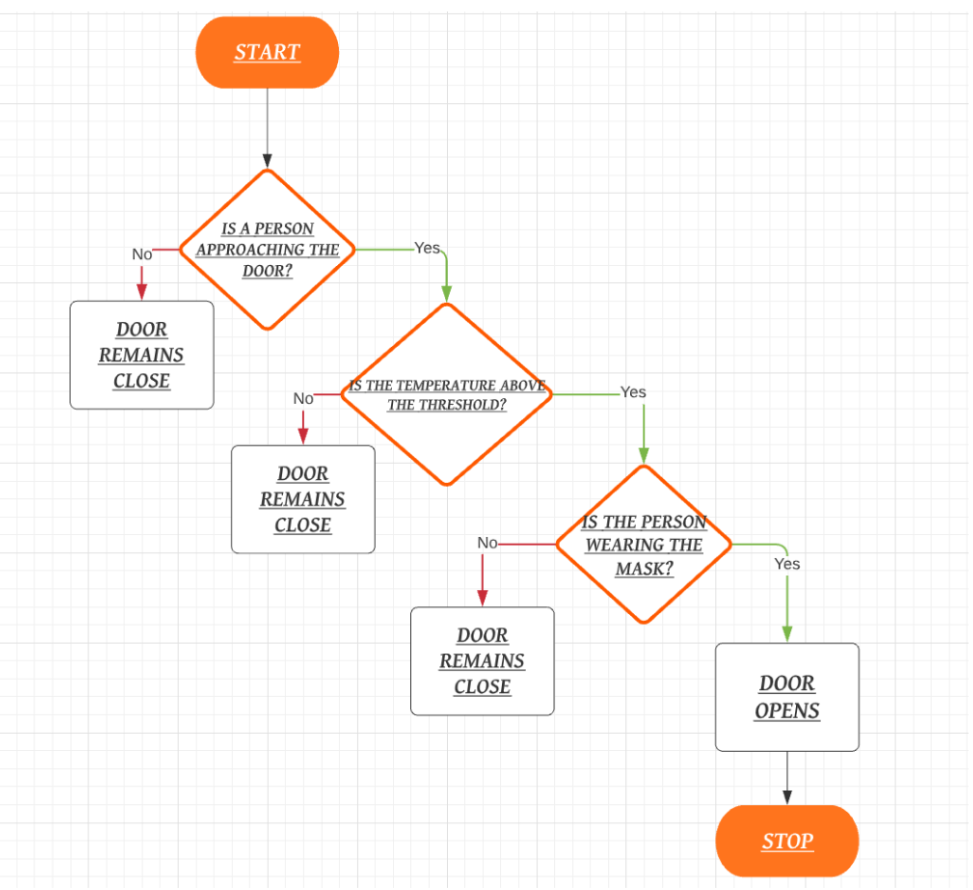 START
IS A PERSON
APPROACHING THE
DOOR?
No
Yes
DOOR
REMAINS
CLOSE
IS THE TEMPERATURE ABOVE
THE THRESHOLD?
No
Yes
DOOR
REMAINS
CLOSE
IS THE PERSON
WEARING THE
MASK?
No
Yes
DOOR
REMAINS
CLOSE
DOOR
OPENS
STOP